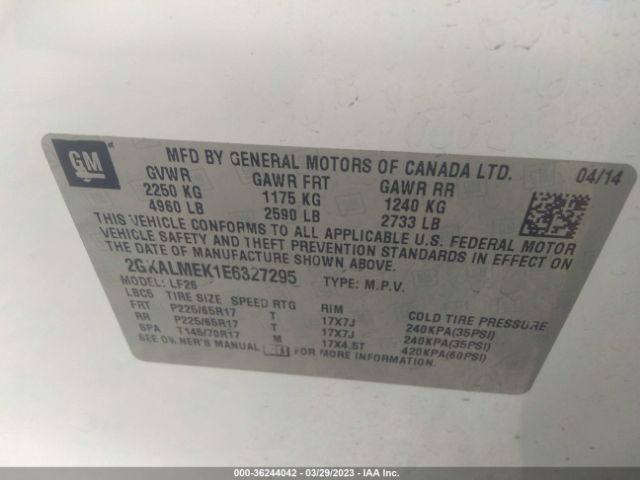 GM
MFD BY GENERAL MOTORS OF CANADA LTD. 04/14
GVWR GAWR FRT GAWR RR
2250 KG 1175 KG 1240 KG
4960 LB 2590 LB 2733 LB
THIS VEHICLE CONFORMS TO ALL APPLICABLE U.S. FEDERAL MOTOR
VEHICLE SAFETY AND THEFT PREVENTION STANDARDS IN EFFECT ON
THE DATE OF MANUFACTURE SHOWN ABOVE.
2GKALMEK1E6327295 TYPE: M.P.V.
MODEL: LF26
LBC5 TIRE SIZE SPEED RTG RIM COLD TIRE PRESSURE
FRT P225/65R17 T 17X7J 240KPA(35PSI)
RR P225/65R17 T 17X7J 240KPA(35PSI)
SPA T145/70R17 M 17X4.5T 420KPA(60PSI)
SEE OWNER'S MANUAL FOR MORE INFORMATION.
000-36244042 — 03/29/2023 — IAA Inc.